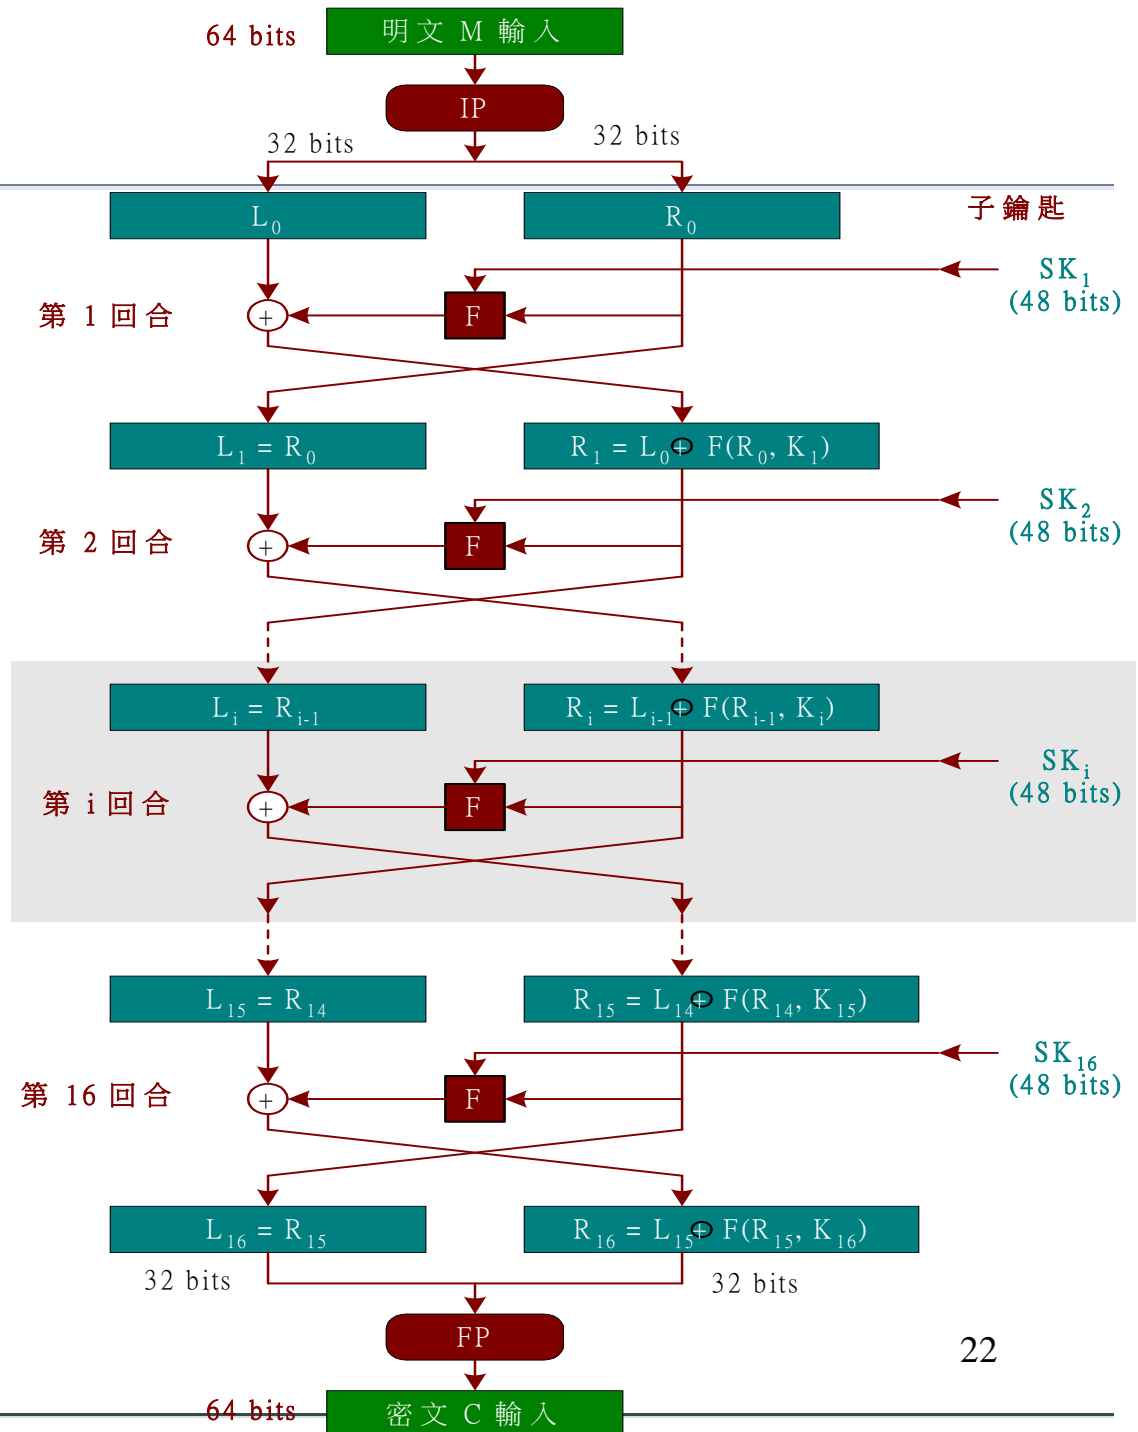 64 bits
明文 M 輸入
IP
32 bits
32 bits
L₀
R₀
子鑰匙
SK₁
(48 bits)
第 1 回合
+
F
L₁ = R₀
R₁ = L₀⊕ F(R₀, K₁)
SK₂
(48 bits)
第 2 回合
+
F
Lᵢ = Rᵢ₋₁
Rᵢ = Lᵢ₋₁⊕ F(Rᵢ₋₁, Kᵢ)
SKᵢ
(48 bits)
第 i 回合
+
F
L₁₅ = R₁₄
R₁₅ = L₁₄⊕ F(R₁₄, K₁₅)
SK₁₆
(48 bits)
第 16 回合
+
F
L₁₆ = R₁₅
R₁₆ = L₁₅⊕ F(R₁₅, K₁₆)
32 bits
32 bits
FP
22
64 bits
密文 C 輸入